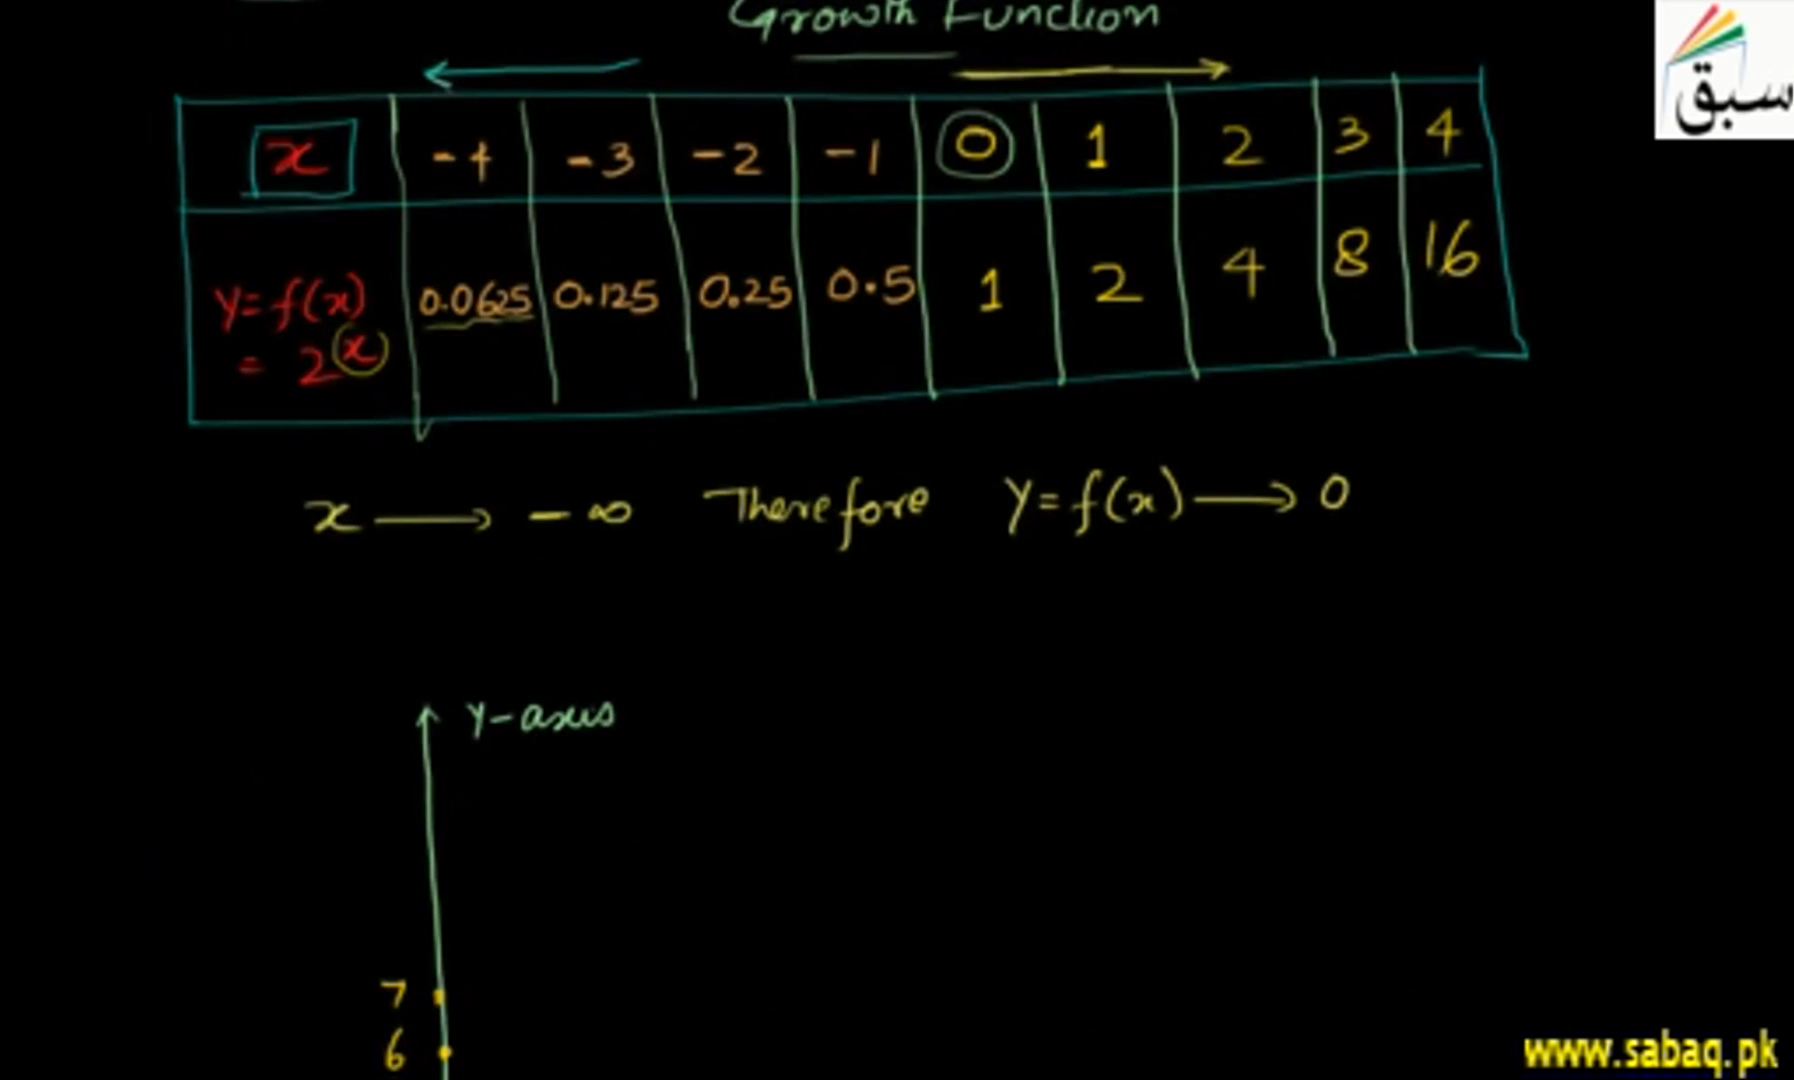 Growth Function
x -4 -3 -2 -1 0 1 2 3 4
y=f(x) 0.0625 0.125 0.25 0.5 1 2 4 8 16
= 2^x
x → -∞ Therefore y=f(x) → 0
y-axis
7
6
سبق
www.sabaq.pk